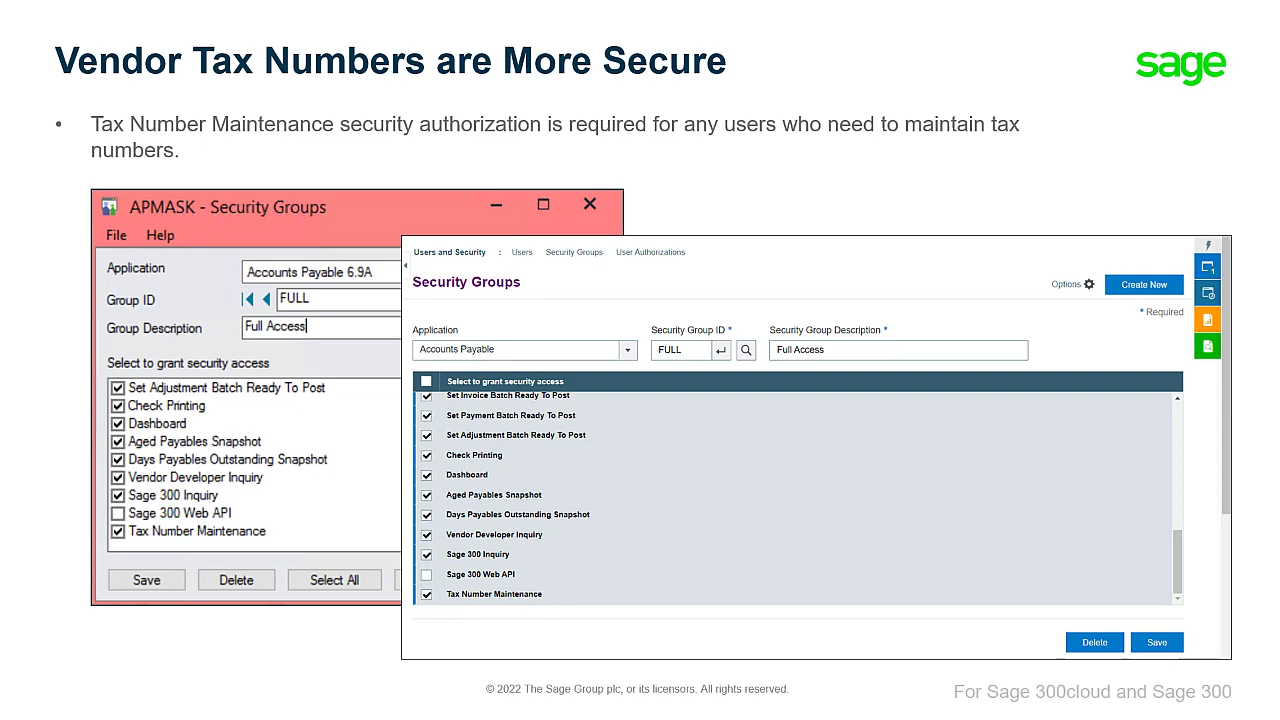 Vendor Tax Numbers are More Secure
sage
• Tax Number Maintenance security authorization is required for any users who need to maintain tax
numbers.
APMASK - Security Groups
File Help
Application Accounts Payable 6.9A
Group ID FULL
Group Description Full Access
Select to grant security access
Set Adjustment Batch Ready To Post
Check Printing
Dashboard
Aged Payables Snapshot
Days Payables Outstanding Snapshot
Vendor Developer Inquiry
Sage 300 Inquiry
Sage 300 Web API
Tax Number Maintenance
Save Delete Select All
Users and Security : Users Security Groups User Authorizations
Security Groups
Options Create New
* Required
Application Security Group ID * Security Group Description *
Accounts Payable FULL Full Access
Select to grant security access
Set Invoice Batch Ready To Post
Set Payment Batch Ready To Post
Set Adjustment Batch Ready To Post
Check Printing
Dashboard
Aged Payables Snapshot
Days Payables Outstanding Snapshot
Vendor Developer Inquiry
Sage 300 Inquiry
Sage 300 Web API
Tax Number Maintenance
Delete Save
© 2022 The Sage Group plc, or its licensors. All rights reserved.
For Sage 300cloud and Sage 300